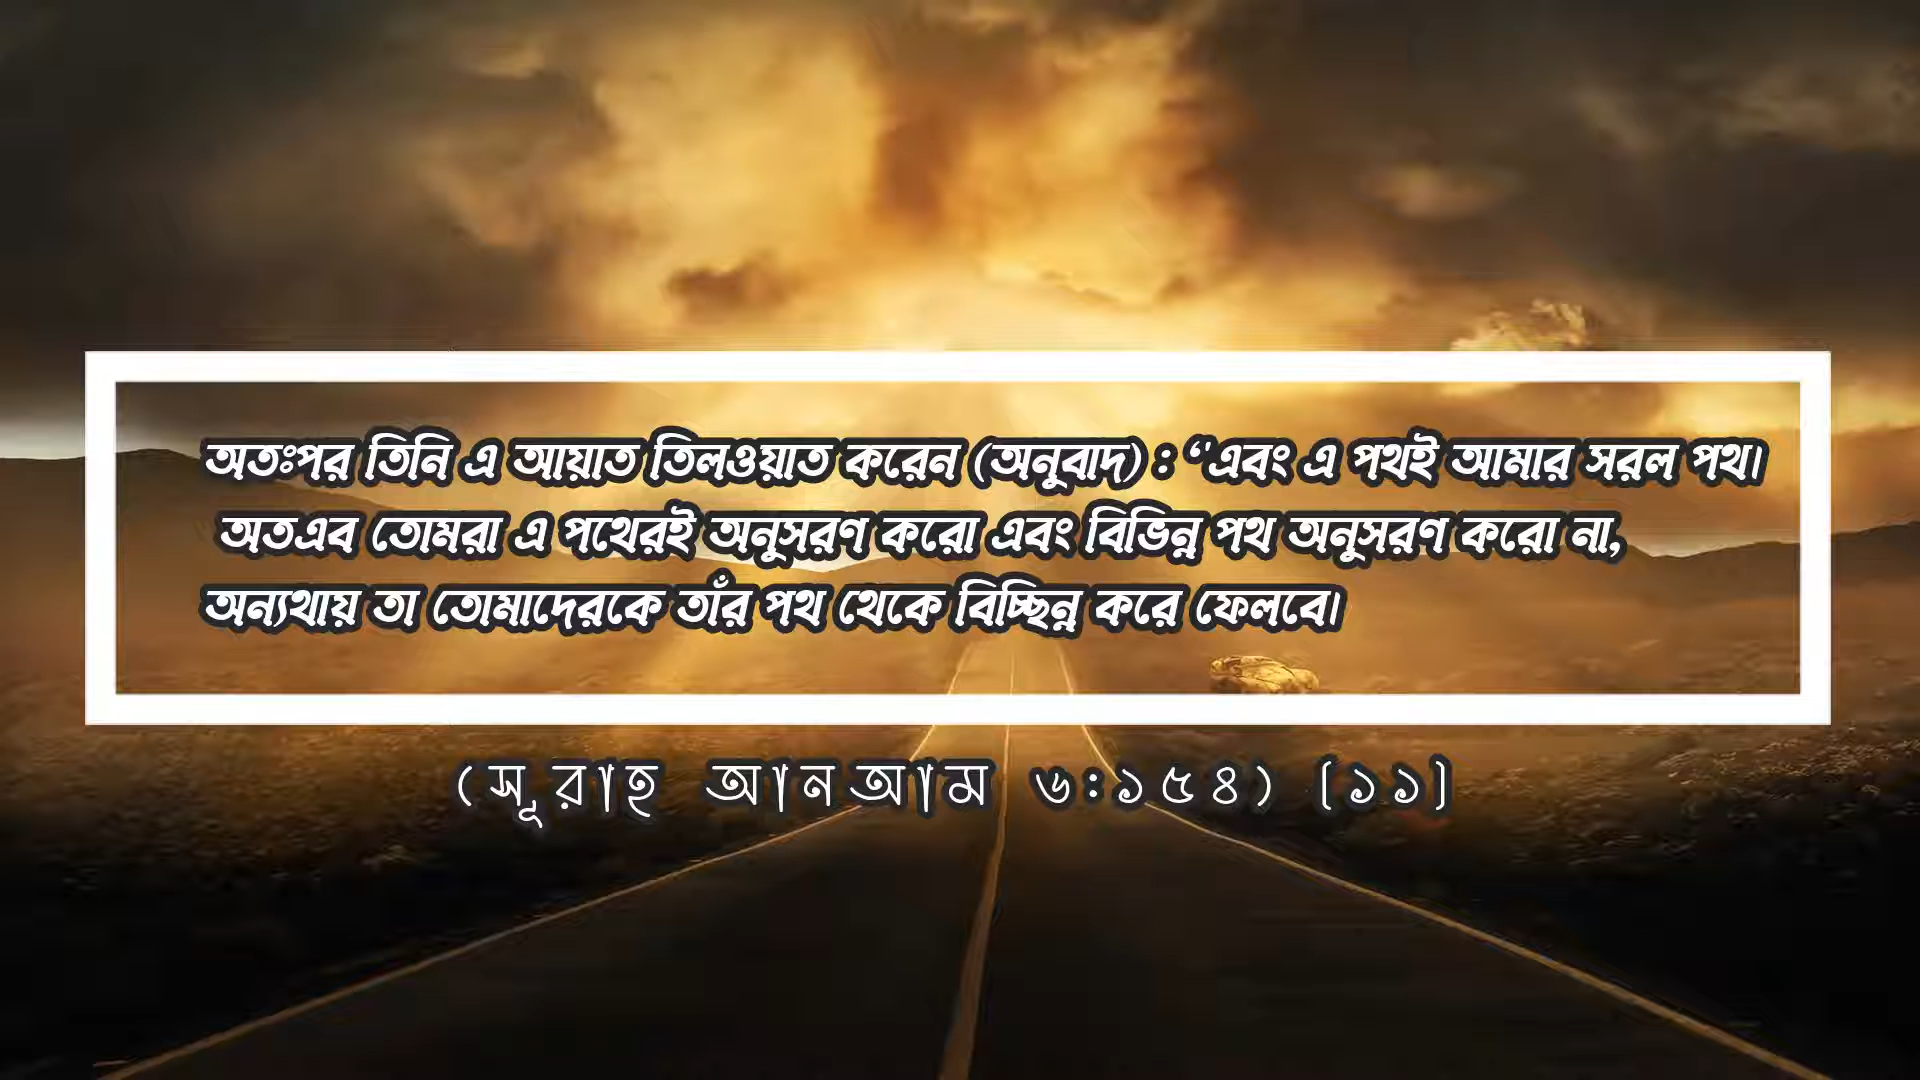 অতঃপর তিনি এ আয়াত তিলওয়াত করেন (অনুবাদ) : “এবং এ পথই আমার সরল পথ।
অতএব তোমরা এ পথেরই অনুসরণ করো এবং বিভিন্ন পথ অনুসরণ করো না,
অন্যথায় তা তোমাদেরকে তাঁর পথ থেকে বিচ্ছিন্ন করে ফেলবে।
(সূরাহ আনআম ৬:১৫৪) [১১]